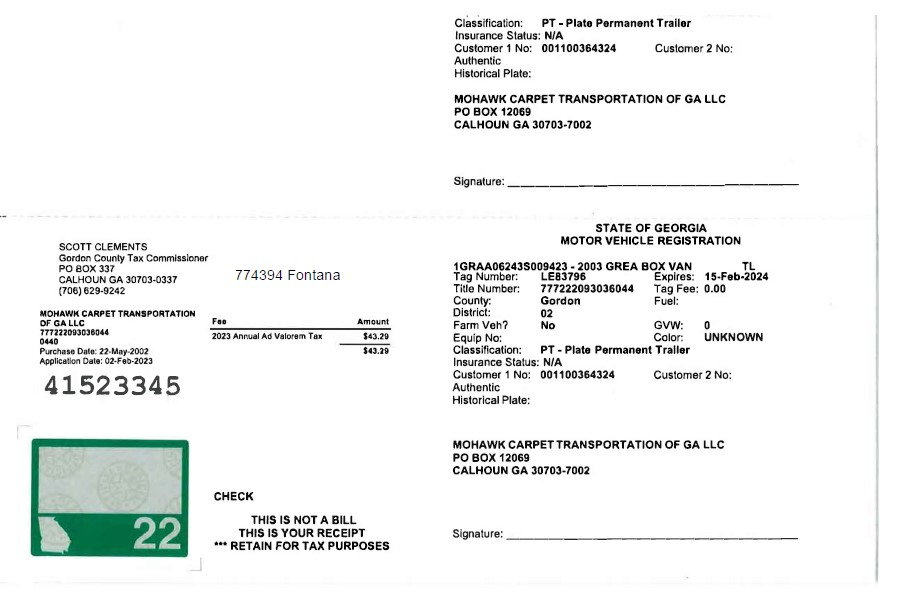 Classification: PT - Plate Permanent Trailer
Insurance Status: N/A
Customer 1 No: 001100364324 Customer 2 No:
Authentic
Historical Plate:
MOHAWK CARPET TRANSPORTATION OF GA LLC
PO BOX 12069
CALHOUN GA 30703-7002
Signature:
SCOTT CLEMENTS
Gordon County Tax Commissioner
PO BOX 337
CALHOUN GA 30703-0337
(706) 629-9242
774394 Fontana
MOHAWK CARPET TRANSPORTATION
OF GA LLC
777222093036044
0440
Purchase Date: 22-May-2002
Application Date: 02-Feb-2023
Fee Amount
2023 Annual Ad Valorem Tax $43.29
$43.29
41523345
22
CHECK
THIS IS NOT A BILL
THIS IS YOUR RECEIPT
*** RETAIN FOR TAX PURPOSES
STATE OF GEORGIA
MOTOR VEHICLE REGISTRATION
1GRAA06243S009423 - 2003 GREA BOX VAN TL
Tag Number: LE83796 Expires: 15-Feb-2024
Title Number: 777222093036044 Tag Fee: 0.00
County: Gordon Fuel:
District: 02
Farm Veh? No GVW: 0
Equip No: Color: UNKNOWN
Classification: PT - Plate Permanent Trailer
Insurance Status: N/A
Customer 1 No: 001100364324 Customer 2 No:
Authentic
Historical Plate:
MOHAWK CARPET TRANSPORTATION OF GA LLC
PO BOX 12069
CALHOUN GA 30703-7002
Signature: